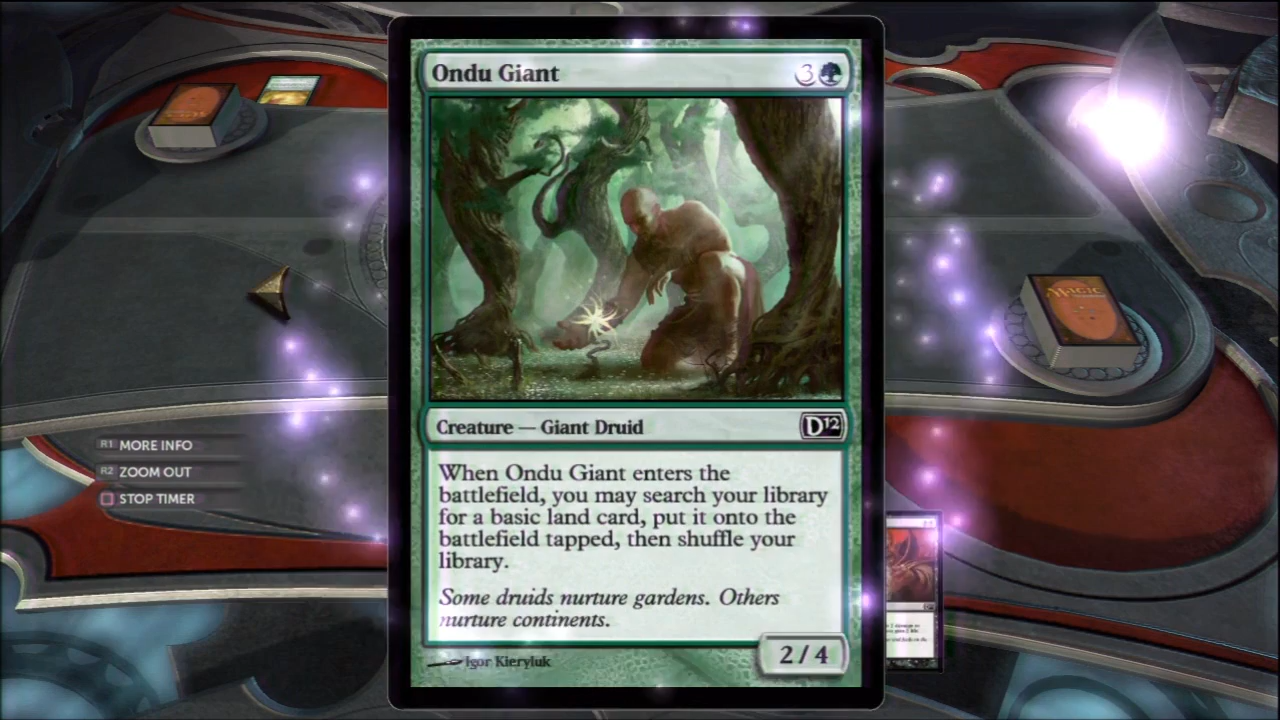 Ondu Giant 3
MAGIC
R1 MORE INFO
R2 ZOOM OUT
STOP TIMER
Creature — Giant Druid
D12
When Ondu Giant enters the
battlefield, you may search your library
for a basic land card, put it onto the
battlefield tapped, then shuffle your
library.
Some druids nurture gardens. Others
nurture continents.
Igor Kieryluk
2/4